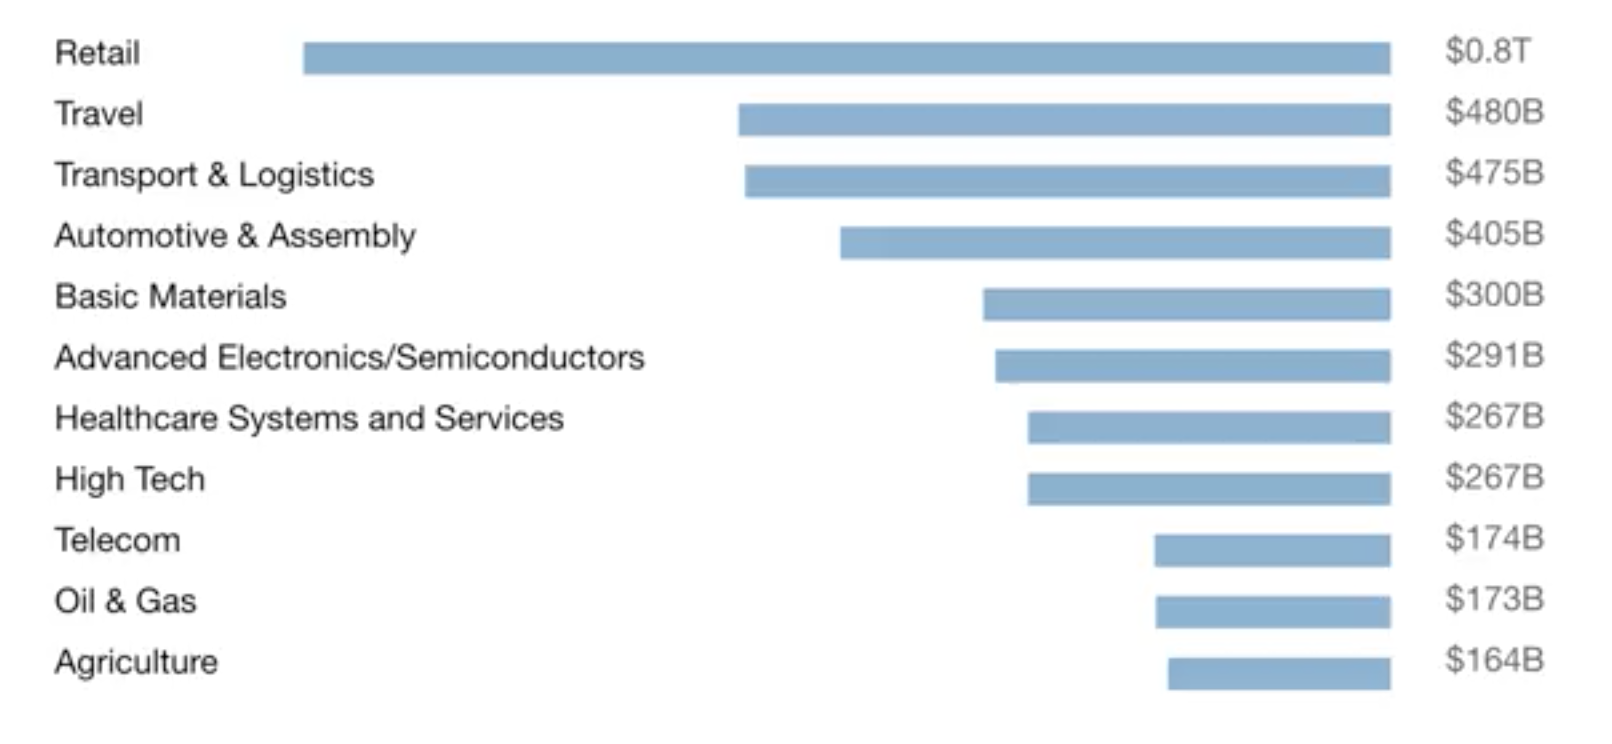 Retail $0.8T
Travel $480B
Transport & Logistics $475B
Automotive & Assembly $405B
Basic Materials $300B
Advanced Electronics/Semiconductors $291B
Healthcare Systems and Services $267B
High Tech $267B
Telecom $174B
Oil & Gas $173B
Agriculture $164B